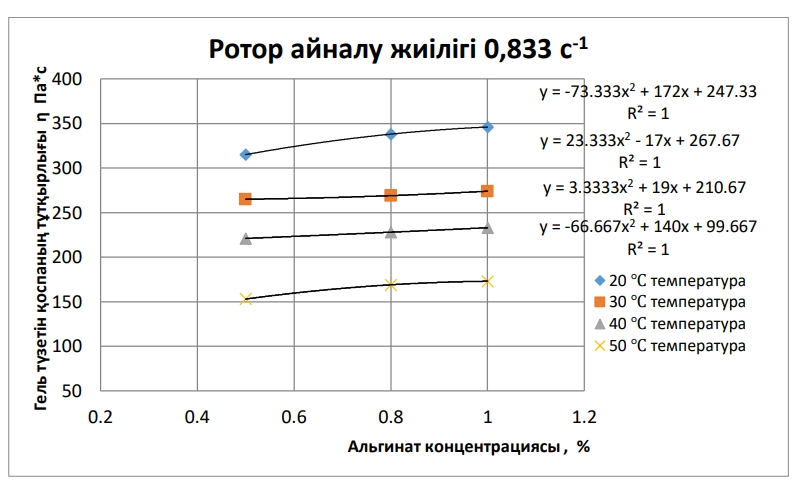 Ротор айналу жиілігі 0,833 с⁻¹
Гель түзетін қоспаның тұтқырлығы η Па*с
400
350
300
250
200
150
100
50
0.2
0.4
0.6
0.8
1
1.2
Альгинат концентрациясы , %
y = -73.333x² + 172x + 247.33
R² = 1
y = 23.333x² - 17x + 267.67
R² = 1
y = 3.3333x² + 19x + 210.67
R² = 1
y = -66.667x² + 140x + 99.667
R² = 1
20 ℃ температура
30 ℃ температура
40 ℃ температура
50 ℃ температура